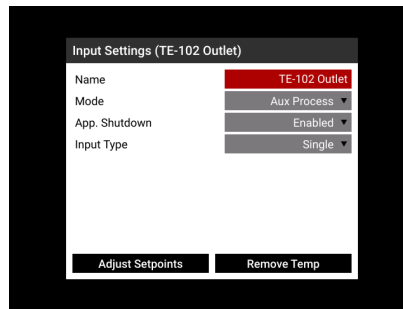 Input Settings (TE-102 Outlet)
Name TE-102 Outlet
Mode Aux Process
App. Shutdown Enabled
Input Type Single
Adjust Setpoints Remove Temp